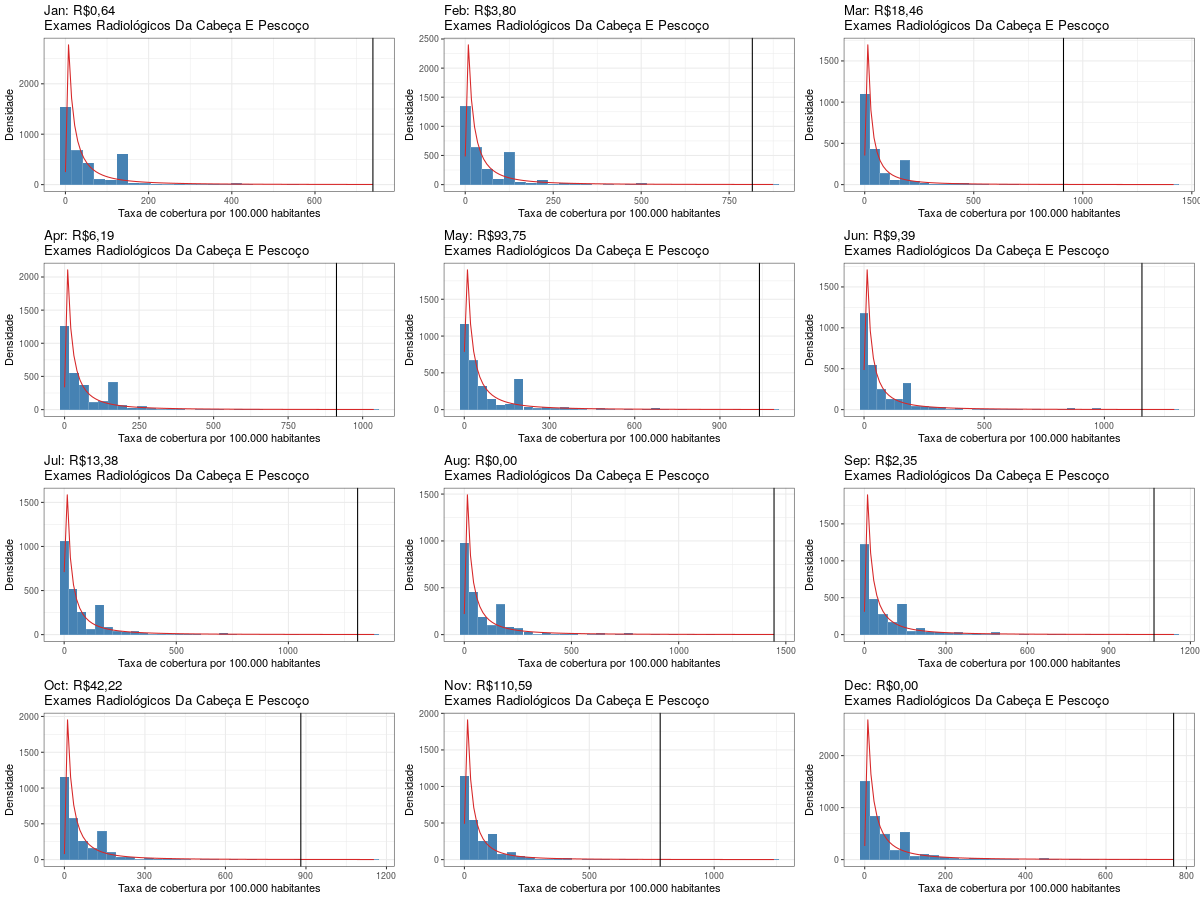 Jan: R$0,64
Exames Radiológicos Da Cabeça E Pescoço
Densidade
2000
1000
0
0
200
400
600
Taxa de cobertura por 100.000 habitantes
Feb: R$3,80
Exames Radiológicos Da Cabeça E Pescoço
Densidade
2500
2000
1500
1000
500
0
0
250
500
750
Taxa de cobertura por 100.000 habitantes
Mar: R$18,46
Exames Radiológicos Da Cabeça E Pescoço
Densidade
1500
1000
500
0
0
500
1000
1500
Taxa de cobertura por 100.000 habitantes
Apr: R$6,19
Exames Radiológicos Da Cabeça E Pescoço
Densidade
2000
1500
1000
500
0
0
250
500
750
1000
Taxa de cobertura por 100.000 habitantes
May: R$93,75
Exames Radiológicos Da Cabeça E Pescoço
Densidade
1500
1000
500
0
0
300
600
900
Taxa de cobertura por 100.000 habitantes
Jun: R$9,39
Exames Radiológicos Da Cabeça E Pescoço
Densidade
1500
1000
500
0
0
500
1000
Taxa de cobertura por 100.000 habitantes
Jul: R$13,38
Exames Radiológicos Da Cabeça E Pescoço
Densidade
1500
1000
500
0
0
500
1000
Taxa de cobertura por 100.000 habitantes
Aug: R$0,00
Exames Radiológicos Da Cabeça E Pescoço
Densidade
1500
1000
500
0
0
500
1000
1500
Taxa de cobertura por 100.000 habitantes
Sep: R$2,35
Exames Radiológicos Da Cabeça E Pescoço
Densidade
1500
1000
500
0
0
300
600
900
1200
Taxa de cobertura por 100.000 habitantes
Oct: R$42,22
Exames Radiológicos Da Cabeça E Pescoço
Densidade
2000
1500
1000
500
0
0
300
600
900
1200
Taxa de cobertura por 100.000 habitantes
Nov: R$110,59
Exames Radiológicos Da Cabeça E Pescoço
Densidade
2000
1500
1000
500
0
0
500
1000
Taxa de cobertura por 100.000 habitantes
Dec: R$0,00
Exames Radiológicos Da Cabeça E Pescoço
Densidade
2000
1000
0
0
200
400
600
800
Taxa de cobertura por 100.000 habitantes